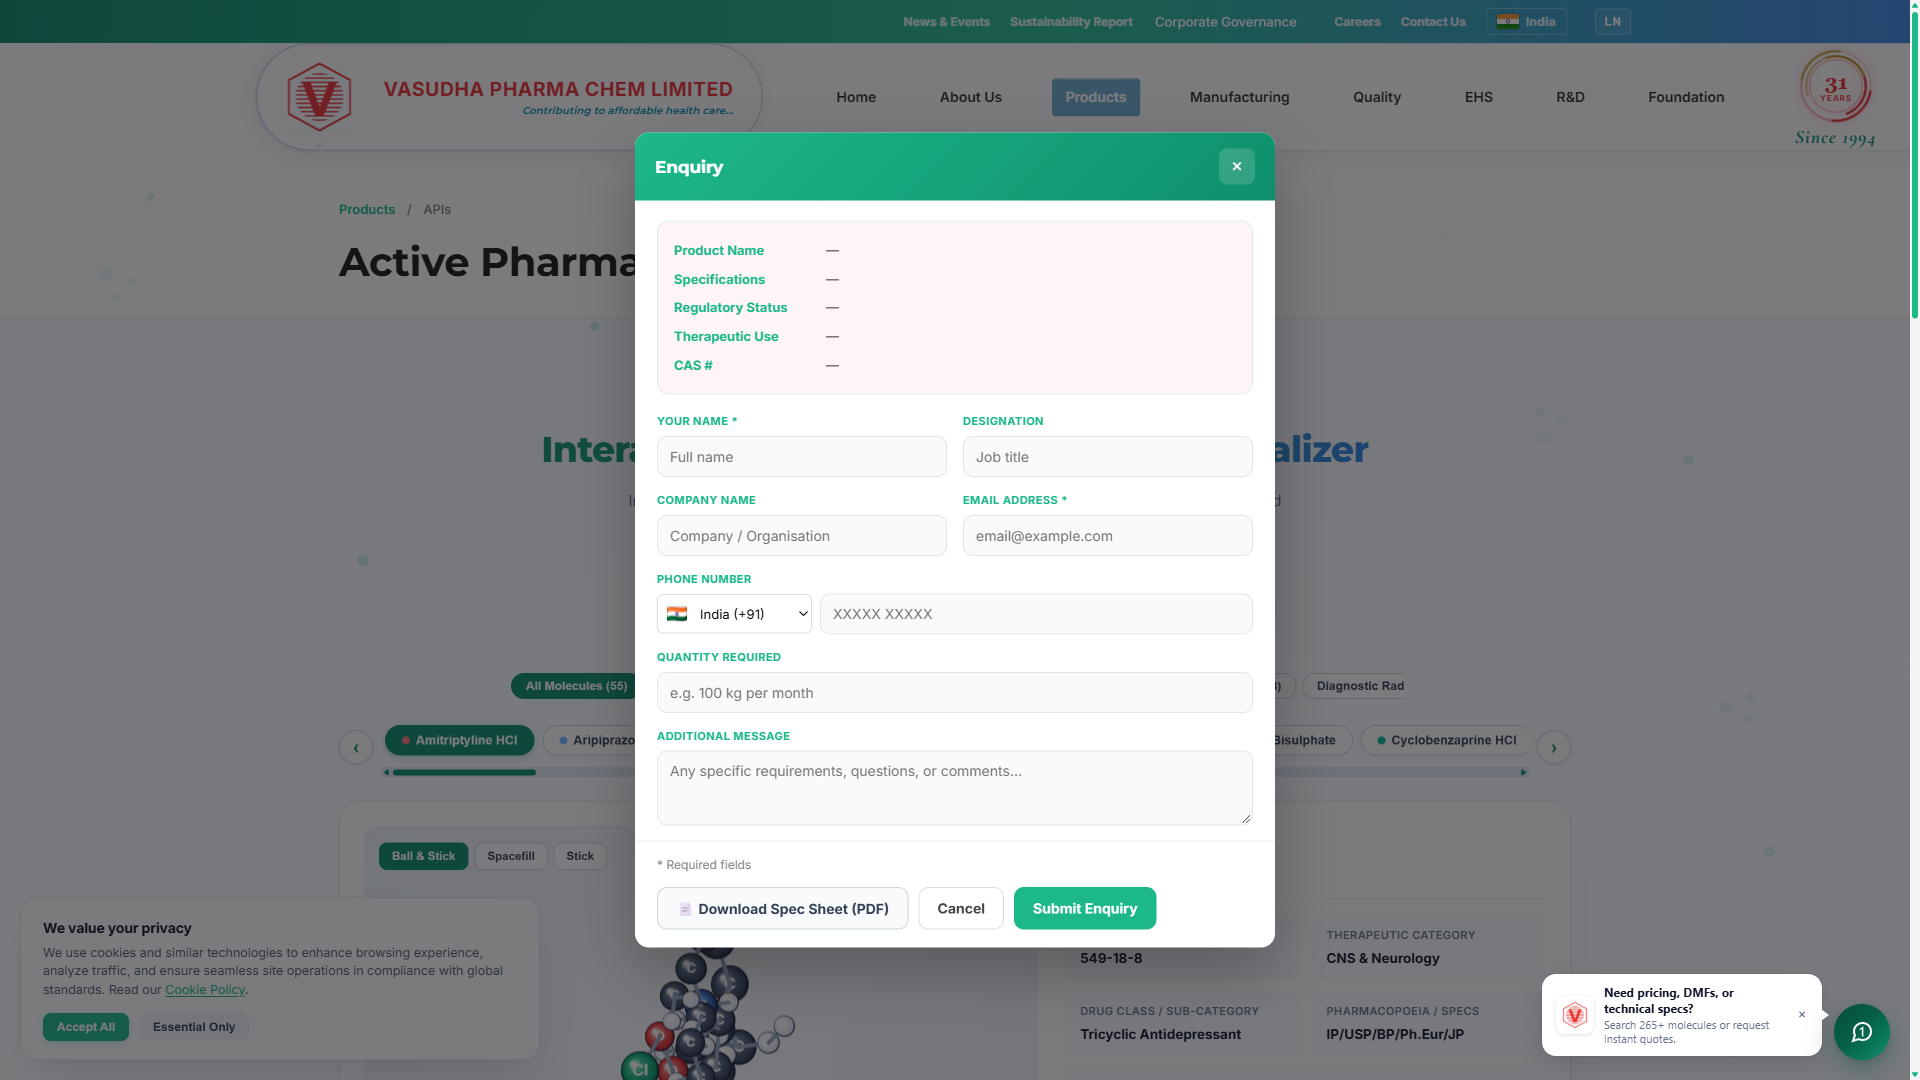 News & Events
Sustainability Report
Corporate Governance
Careers
Contact Us
India
LN
VASUDHA PHARMA CHEM LIMITED
Contributing to affordable health care...
Home
About Us
Products
Manufacturing
Quality
EHS
R&D
Foundation
31
YEARS
Since 1994
Products / APIs
Active Pharma
Enquiry
×
Product Name —
Specifications —
Regulatory Status —
Therapeutic Use —
CAS # —
YOUR NAME *
DESIGNATION
Full name
Job title
COMPANY NAME
EMAIL ADDRESS *
Company / Organisation
email@example.com
PHONE NUMBER
India (+91)
XXXXX XXXXX
QUANTITY REQUIRED
e.g. 100 kg per month
ADDITIONAL MESSAGE
Any specific requirements, questions, or comments...
* Required fields
Download Spec Sheet (PDF)
Cancel
Submit Enquiry
All Molecules (55)
Diagnostic Rad
Amitriptyline HCl
Bisulphate
Cyclobenzaprine HCl
Ball & Stick
Spacefill
Stick
549-18-8
THERAPEUTIC CATEGORY
CNS & Neurology
DRUG CLASS / SUB-CATEGORY
Tricyclic Antidepressant
PHARMACOPOEIA / SPECS
IP/USP/BP/Ph.Eur/JP
We value your privacy
We use cookies and similar technologies to enhance browsing experience,
analyze traffic, and ensure seamless site operations in compliance with global
standards. Read our Cookie Policy.
Accept All
Essential Only
Need pricing, DMFs, or
technical specs?
Search 265+ molecules or request
instant quotes.
×